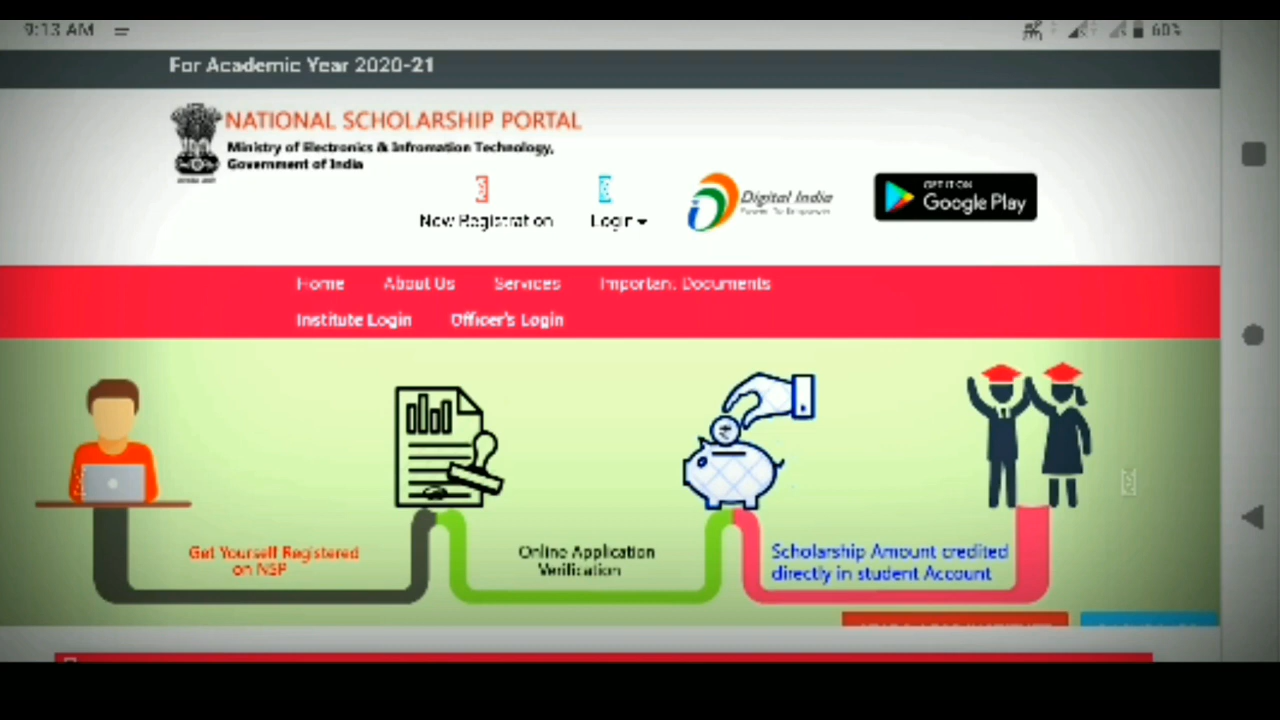 9:13 AM
60%
For Academic Year 2020-21
NATIONAL SCHOLARSHIP PORTAL
Ministry of Electronics & Infromation Technology,
Government of India
New Registration
Login
Digital India
GET IT ON
Google Play
Home About Us Services Important Documents
Institute Login Officer's Login
Get Yourself Registered
on NSP
Online Application
Verification
Scholarship Amount credited
directly in student Account